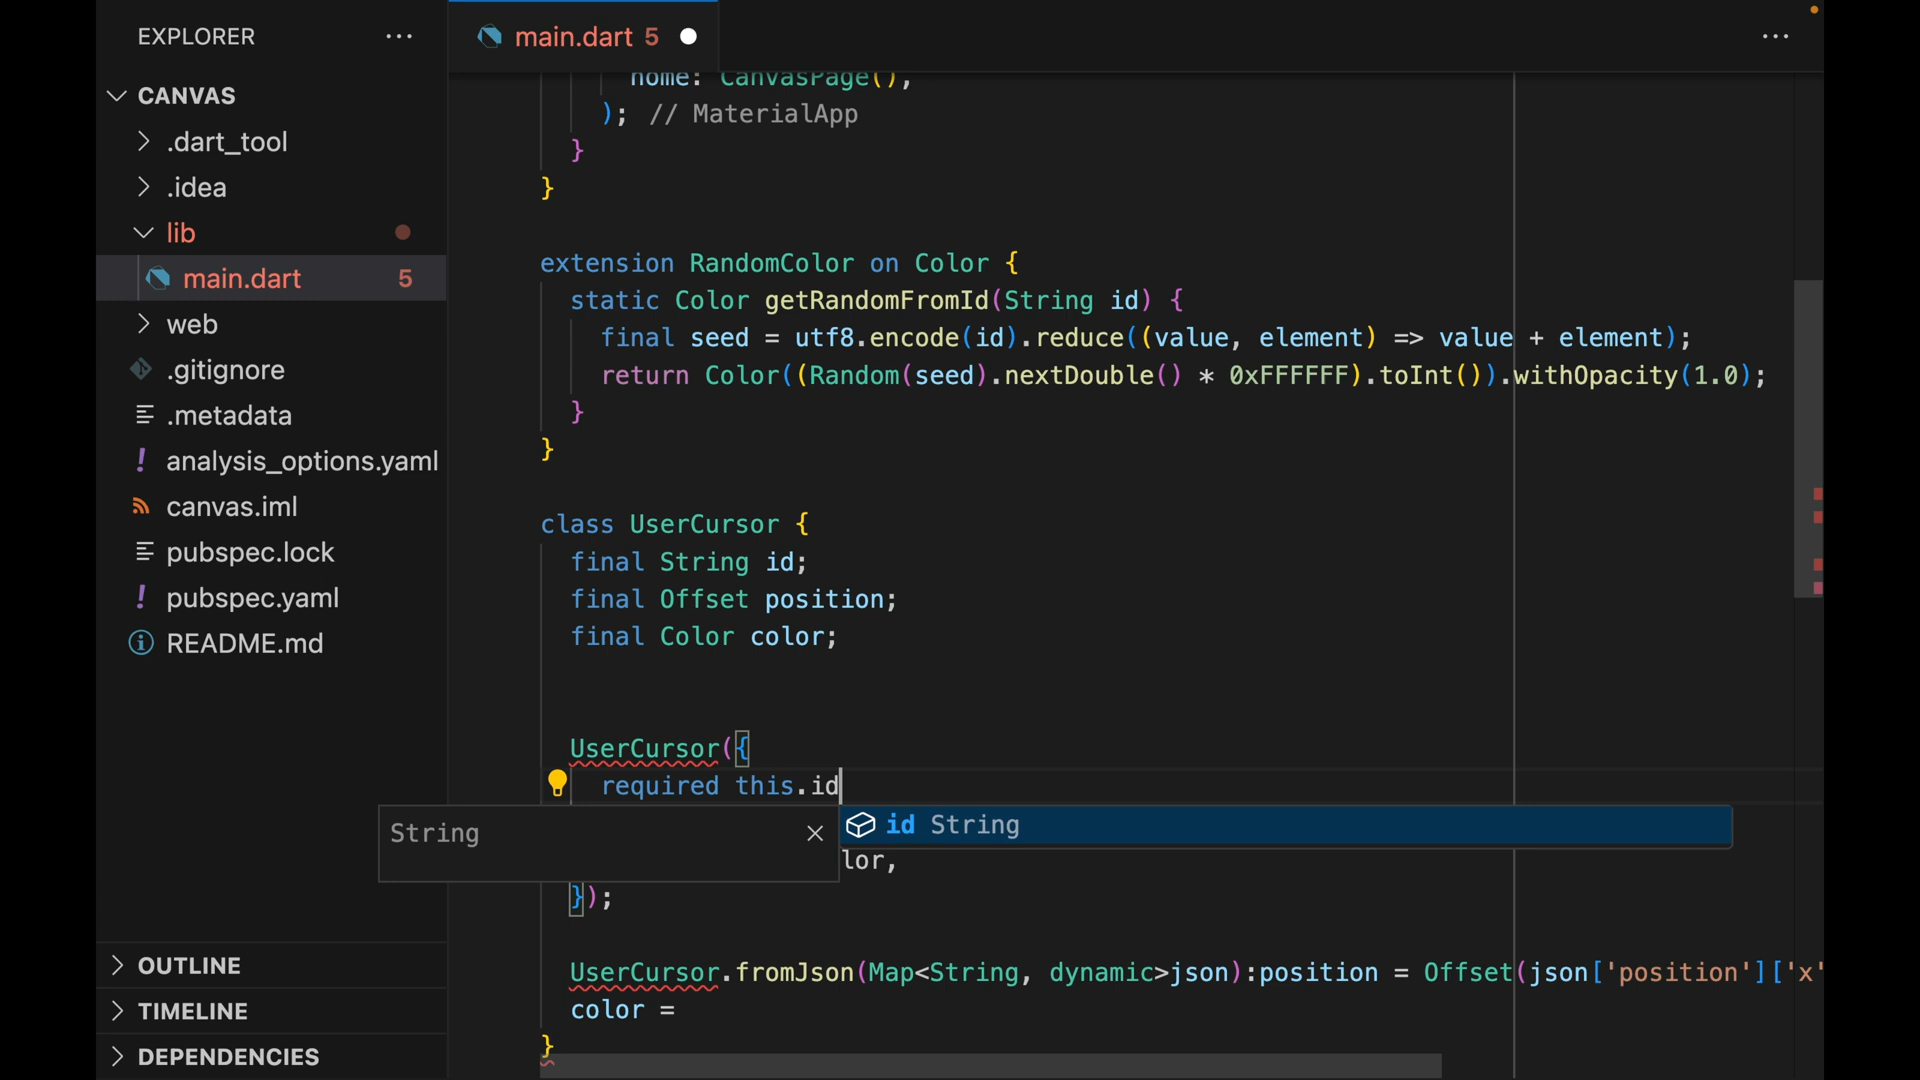 EXPLORER
CANVAS
.dart_tool
.idea
lib
main.dart 5
web
.gitignore
.metadata
analysis_options.yaml
canvas.iml
pubspec.lock
pubspec.yaml
README.md
OUTLINE
TIMELINE
DEPENDENCIES
main.dart 5
home: CanvasPage(),
); // MaterialApp
}
}
extension RandomColor on Color {
static Color getRandomFromId(String id) {
final seed = utf8.encode(id).reduce((value, element) => value + element);
return Color((Random(seed).nextDouble() * 0xFFFFFF).toInt()).withOpacity(1.0);
}
}
class UserCursor {
final String id;
final Offset position;
final Color color;
UserCursor({
required this.id
String
id String
lor,
});
UserCursor.fromJson(Map<String, dynamic>json):position = Offset(json['position']['x'
color =
}